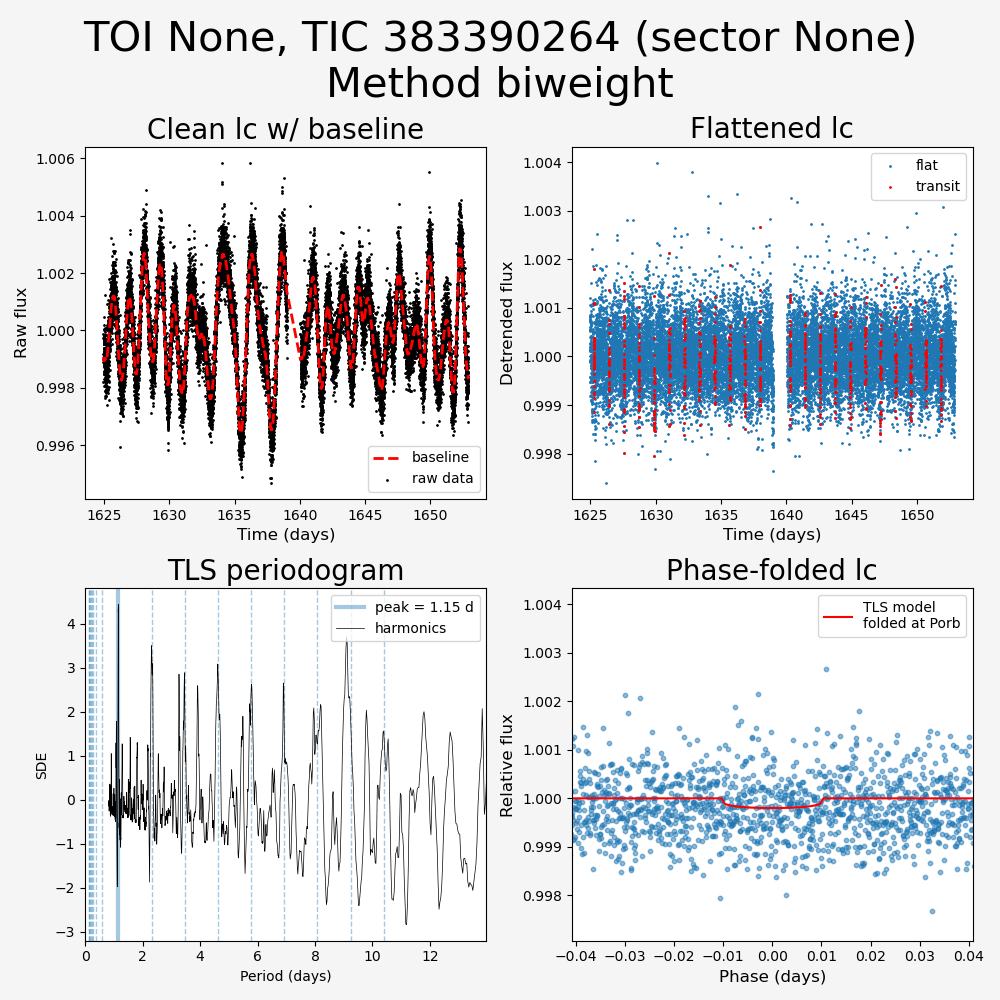 TOI None, TIC 383390264 (sector None)
Method biweight
Clean lc w/ baseline
Flattened lc
1.006
1.004
1.002
1.000
0.998
0.996
Raw flux
baseline
raw data
1625 1630 1635 1640 1645 1650
Time (days)
1.004
1.003
1.002
1.001
1.000
0.999
0.998
Detrended flux
flat
transit
1625 1630 1635 1640 1645 1650
Time (days)
TLS periodogram
Phase-folded lc
4
3
2
1
0
−1
−2
−3
SDE
peak = 1.15 d
harmonics
0 2 4 6 8 10 12
Period (days)
1.004
1.003
1.002
1.001
1.000
0.999
0.998
Relative flux
TLS model
folded at Porb
−0.04 −0.03 −0.02 −0.01 0.00 0.01 0.02 0.03 0.04
Phase (days)